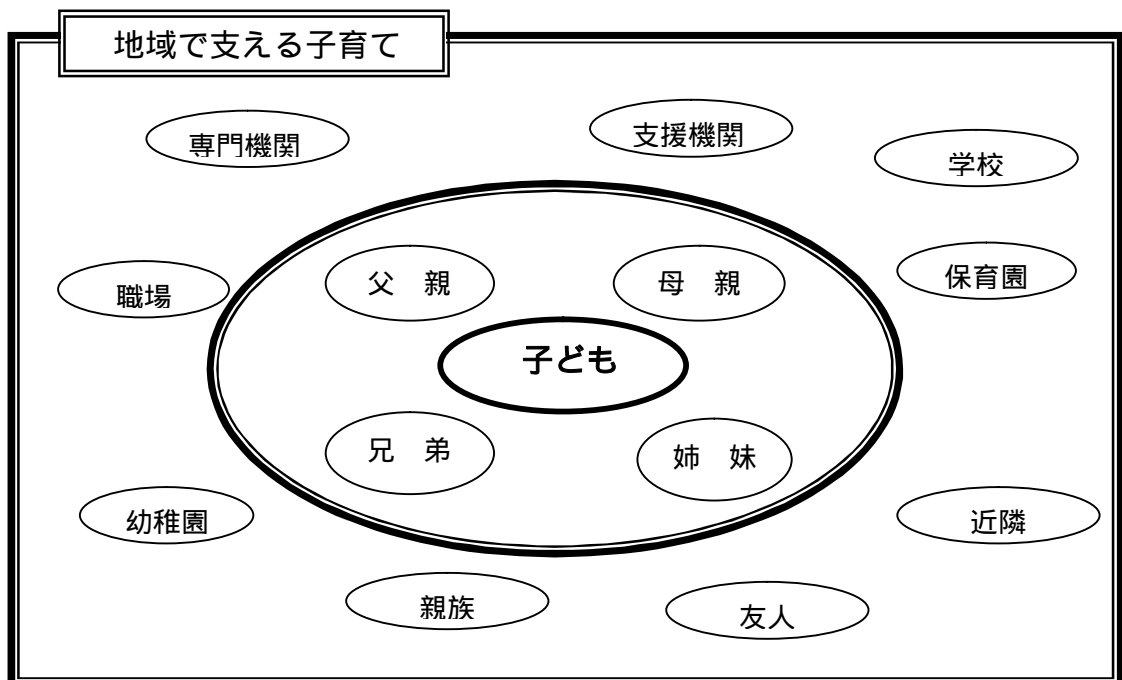 地域で支える子育て
専門機関
支援機関
学校
職場
父 親
母 親
保育園
子ども
兄 弟
姉 妹
幼稚園
近隣
親族
友人